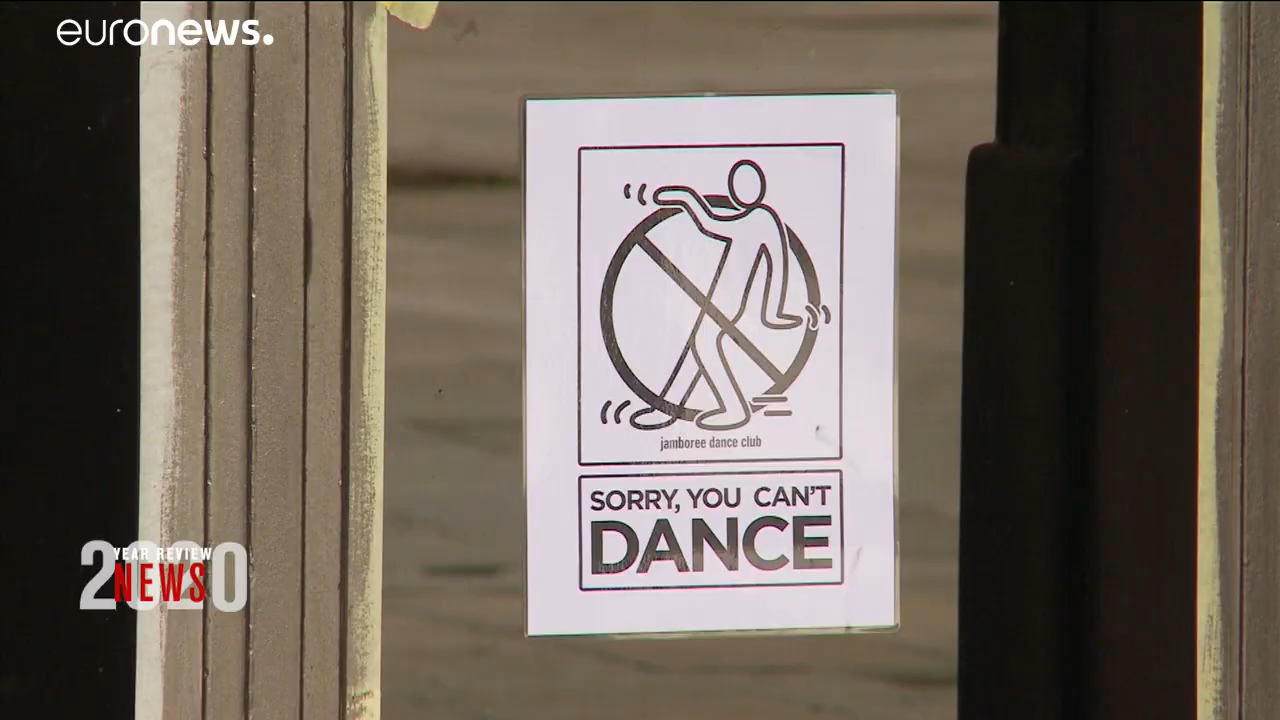 euronews.
jamboree dance club
SORRY, YOU CAN'T
DANCE
2020
YEAR REVIEW
NEWS